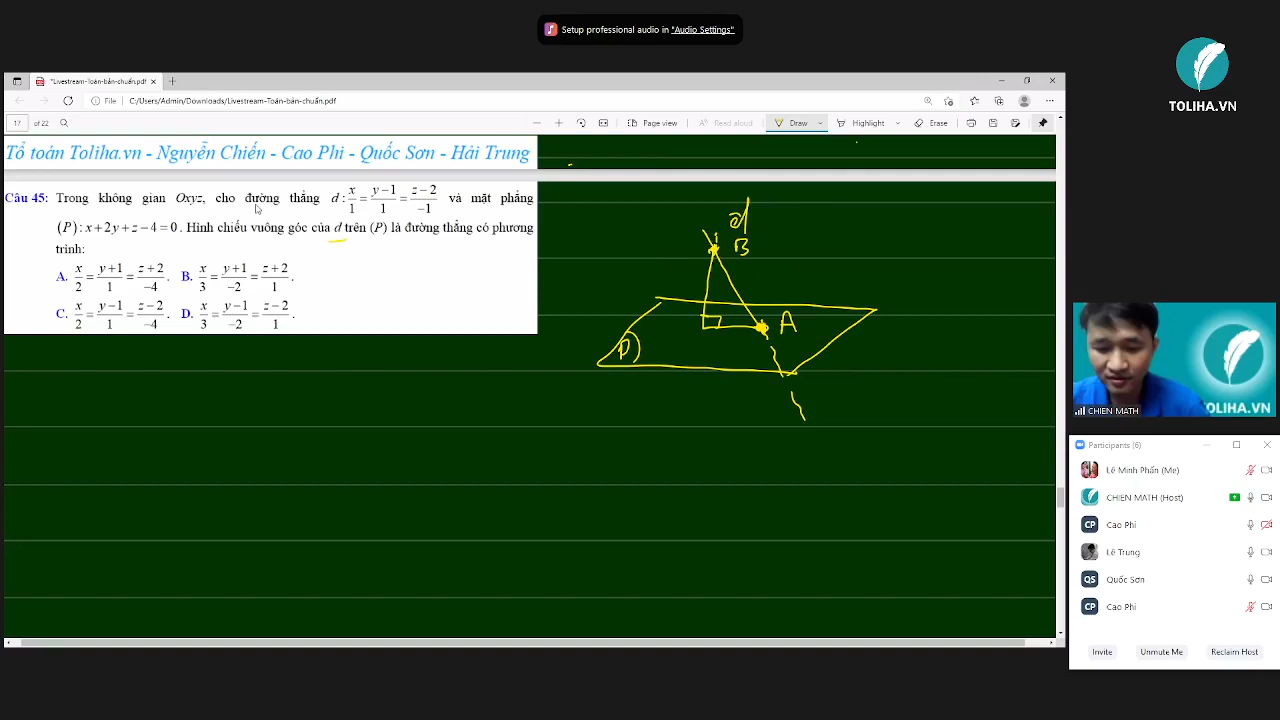 Setup professional audio in "Audio Settings"
TOLIHA.VN
*Livestream-Toán-bản-chuẩn.pdf
File C:/Users/Admin/Downloads/Livestream-Toán-bản-chuẩn.pdf
17 of 22 Page view Read aloud Draw Highlight Erase
Tổ toán Toliha.vn - Nguyễn Chiến - Cao Phi - Quốc Sơn - Hải Trung
Câu 45: Trong không gian Oxyz, cho đường thẳng d: x/1 = (y−1)/1 = (z−2)/−1 và mặt phẳng
(P): x+2y+z−4=0. Hình chiếu vuông góc của d trên (P) là đường thẳng có phương
trình:
A. x/2 = (y+1)/1 = (z+2)/−4. B. x/3 = (y+1)/−2 = (z+2)/1.
C. x/2 = (y−1)/1 = (z−2)/−4. D. x/3 = (y−1)/−2 = (z−2)/1.
d
B
A
P)
TOLIHA.VN
CHIEN MATH
Participants (6)
Lê Minh Phấn (Me)
CHIEN MATH (Host)
CP Cao Phi
Lê Trung
QS Quốc Sơn
CP Cao Phi
Invite Unmute Me Reclaim Host